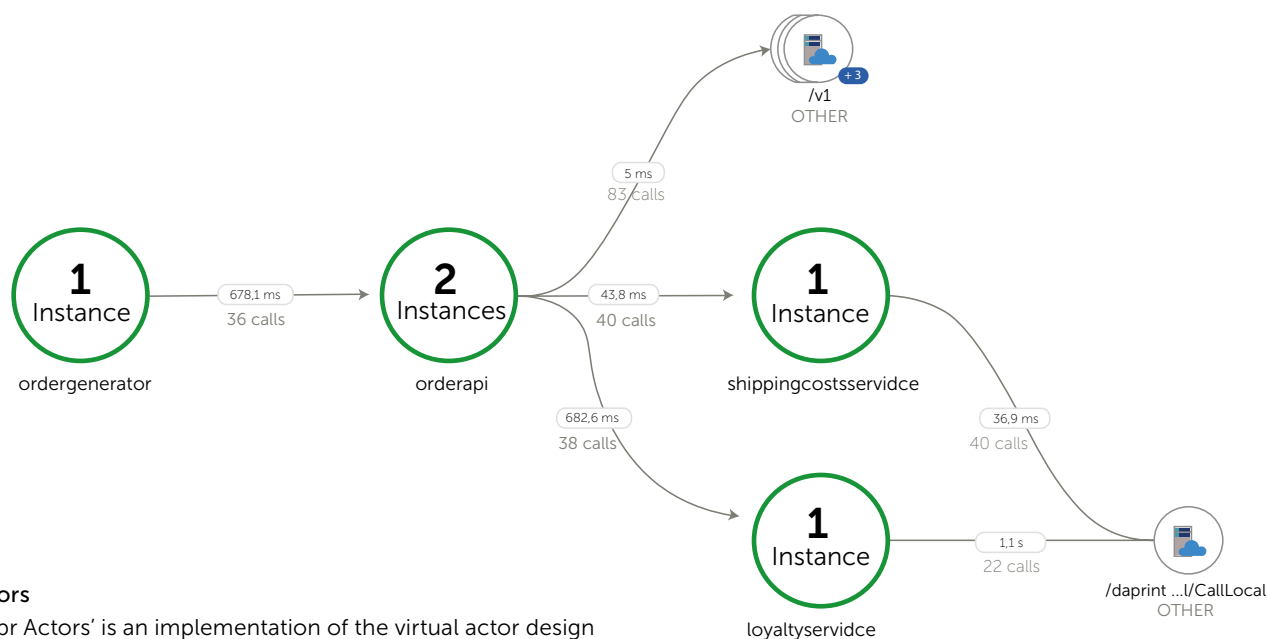 + 3
/v1
OTHER
5 ms
83 calls
1
Instance
678,1 ms
36 calls
2
Instances
43,8 ms
40 calls
1
Instance
ordergenerator
orderapi
shippingcostsservidce
682,6 ms
38 calls
36,9 ms
40 calls
1
Instance
1,1 s
22 calls
/daprint ...l/CallLocal
OTHER
loyaltyservidce
ors
or Actors’ is an implementation of the virtual actor design